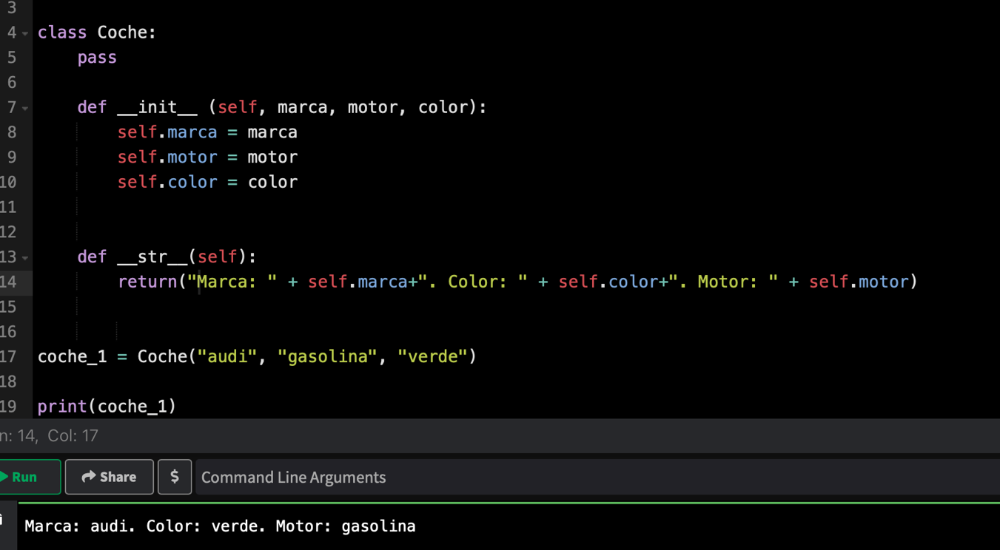 3
4 class Coche:
5     pass
6
7     def __init__ (self, marca, motor, color):
8         self.marca = marca
9         self.motor = motor
10         self.color = color
11
12
13     def __str__(self):
14         return("Marca: " + self.marca+". Color: " + self.color+". Motor: " + self.motor)
15
16
17 coche_1 = Coche("audi", "gasolina", "verde")
18
19 print(coche_1)
n: 14, Col: 17
Run Share $ Command Line Arguments
Marca: audi. Color: verde. Motor: gasolina